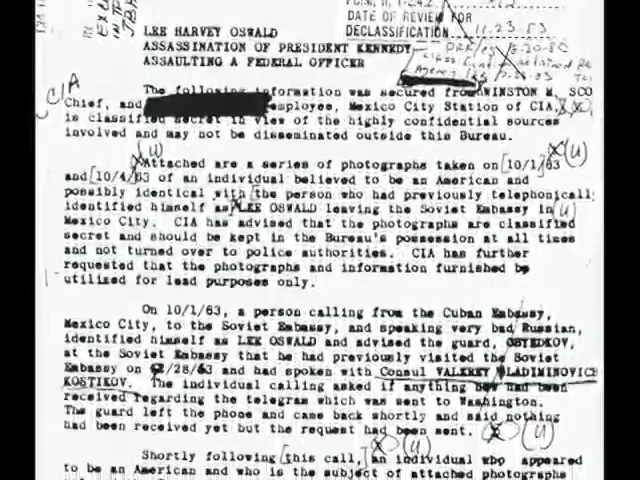 DATE OF REVIEW FOR
DECLASSIFICATION 11.23.83
LEE HARVEY OSWALD
ASSASSINATION OF PRESIDENT KENNEDY
ASSAULTING A FEDERAL OFFICER
CIA
The following information was secured from WINSTON M. SCO
Chief, and employee, Mexico City Station of CIA.
is classified secret in view of the highly confidential sources
involved and may not be disseminated outside this Bureau.
(u)
Attached are a series of photographs taken on [10/1/]63 (u)
and [10/4/]63 of an individual believed to be an American and
possibly identical with [the person who had previously telephonicall
identified himself as LEE OSWALD leaving the Soviet Embassy in (u)
Mexico City. CIA has advised that the photographs are classified
secret and should be kept in the Bureau's possession at all times
and not turned over to police authorities. CIA has further
requested that the photographs and information furnished be
utilized for lead purposes only.
On 10/1/63, a person calling from the Cuban Embassy,
Mexico City, to the Soviet Embassy, and speaking very bad Russian,
identified himself as LEE OSWALD and advised the guard, OBYEDKOV,
at the Soviet Embassy that he had previously visited the Soviet
Embassy on /28/63 and had spoken with Consul VALERIY VLADIMINOVICE
KOSTIKOV. The individual calling asked if anything had been
received regarding the telegram which was sent to Washington.
The guard left the phone and came back shortly and said nothing
had been received yet but the request had been sent. (u)
(u)
Shortly following [this call,] an individual who appeared
to be an American and who is the subject of attached photographs